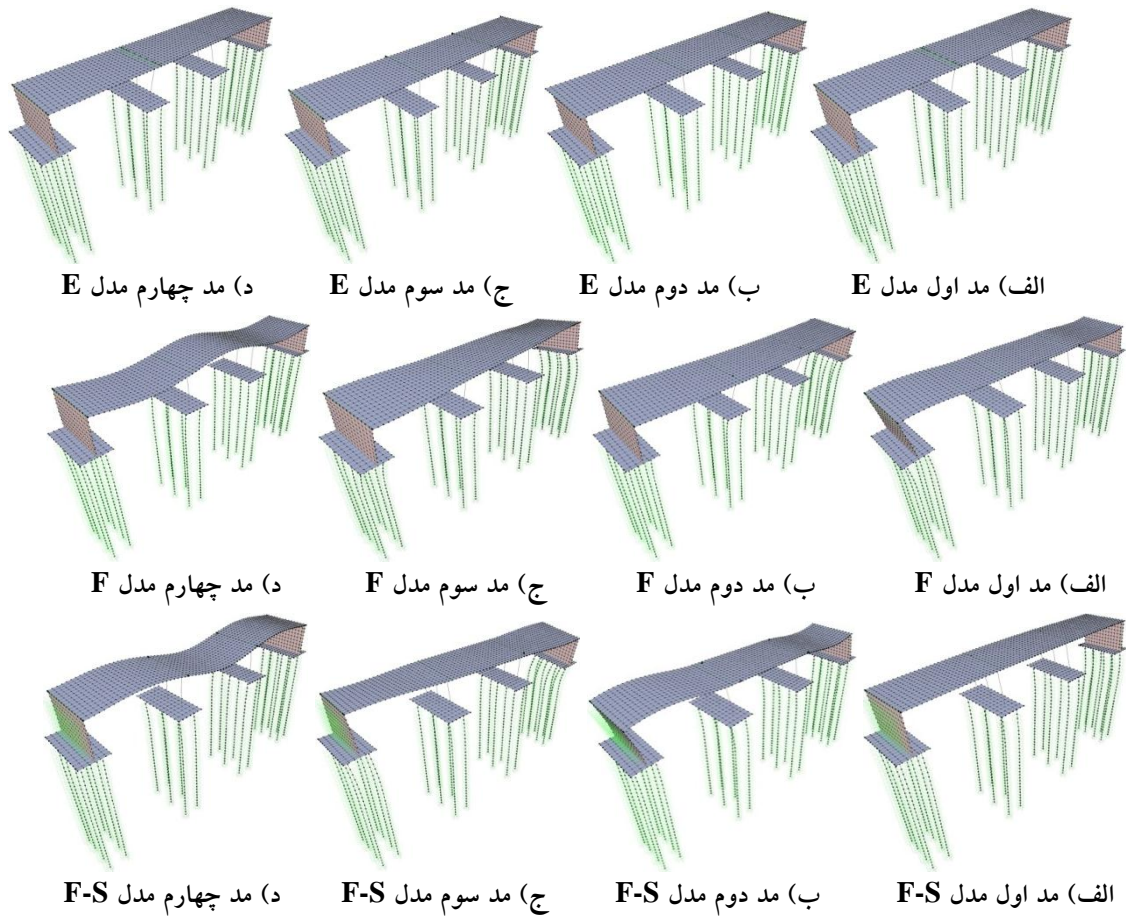 الف) مد اول مدل E ب) مد دوم مدل E ج) مد سوم مدل E د) مد چهارم مدل E
الف) مد اول مدل F ب) مد دوم مدل F ج) مد سوم مدل F د) مد چهارم مدل F
الف) مد اول مدل F-S ب) مد دوم مدل F-S ج) مد سوم مدل F-S د) مد چهارم مدل F-S